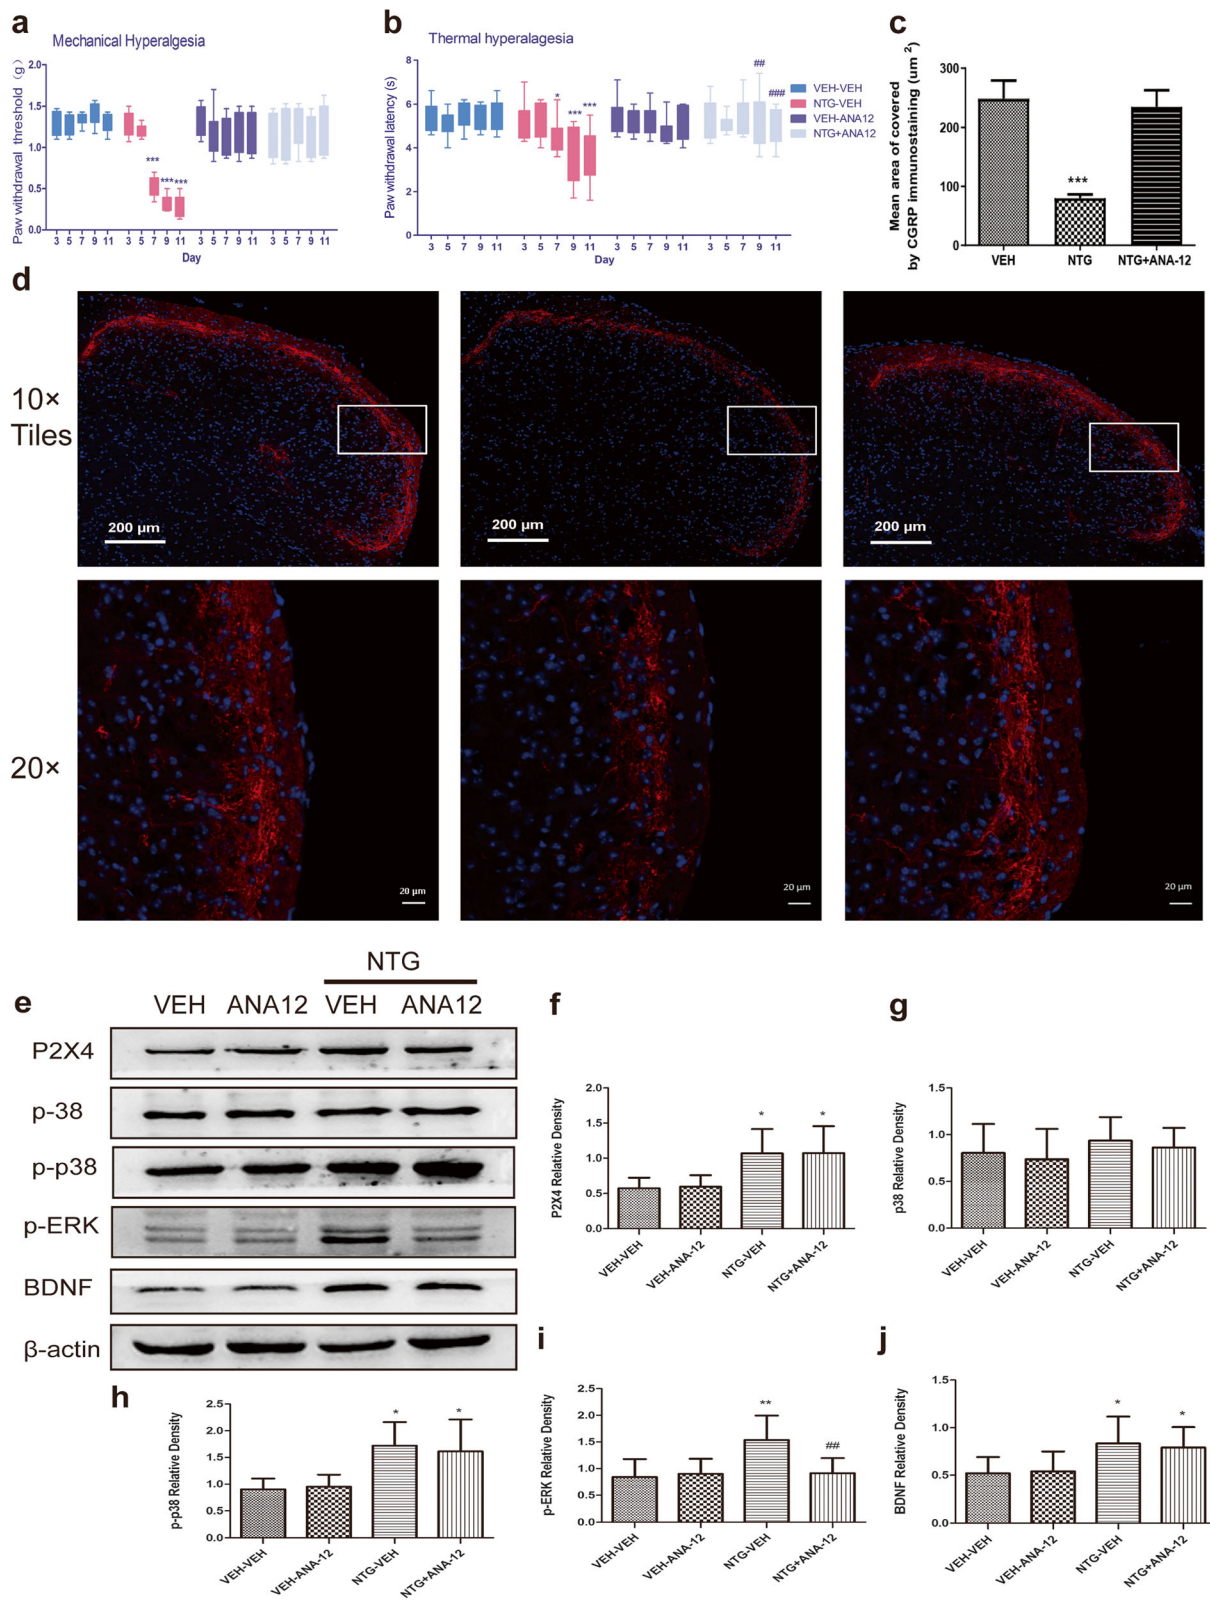 a
Mechanical Hyperalgesia
Paw withdrawal threshold (g)
2.0
1.5
1.0
0.5
0.0
***
***
***
3 5 7 9 11 3 5 7 9 11 3 5 7 9 11 3 5 7 9 11
Day
b
Thermal hyperalagesia
Paw withdrawal latency (s)
8
6
4
2
0
*
***
***
##
###
3 5 7 9 11 3 5 7 9 11 3 5 7 9 11 3 5 7 9 11
Day
VEH-VEH
NTG-VEH
VEH-ANA12
NTG+ANA12
c
Mean area of covered
by CGRP immunostaining (um ²)
300
200
100
0
***
VEH NTG NTG+ANA-12
d
10×
Tiles
200 µm
200 µm
200 µm
20×
20 µm
20 µm
20 µm
e
NTG
VEH ANA12 VEH ANA12
P2X4
p-38
p-p38
p-ERK
BDNF
β-actin
f
P2X4 Relative Density
2.0
1.5
1.0
0.5
0.0
*
*
VEH-VEH
VEH-ANA-12
NTG-VEH
NTG+ANA-12
g
p38 Relative Density
1.5
1.0
0.5
0.0
VEH-VEH
VEH-ANA-12
NTG-VEH
NTG+ANA-12
h
p-p38 Relative Density
2.5
2.0
1.5
1.0
0.5
0.0
*
*
VEH-VEH
VEH-ANA-12
NTG-VEH
NTG+ANA-12
i
p-ERK Relative Density
2.5
2.0
1.5
1.0
0.5
0.0
**
##
VEH-VEH
VEH-ANA-12
NTG-VEH
NTG+ANA-12
j
BDNF Relative Density
1.5
1.0
0.5
0.0
*
*
VEH-VEH
VEH-ANA-12
NTG-VEH
NTG+ANA-12